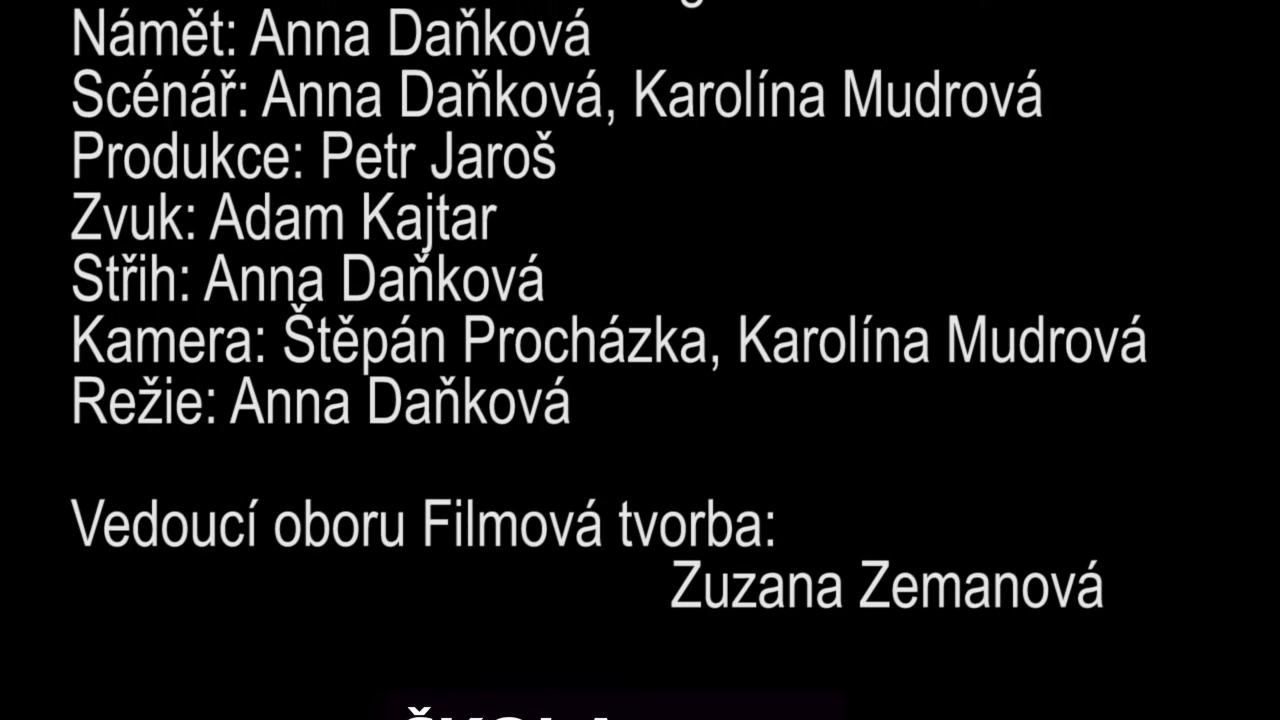 Námět: Anna Daňková
Scénář: Anna Daňková, Karolína Mudrová
Produkce: Petr Jaroš
Zvuk: Adam Kajtar
Střih: Anna Daňková
Kamera: Štěpán Procházka, Karolína Mudrová
Režie: Anna Daňková
Vedoucí oboru Filmová tvorba:
Zuzana Zemanová